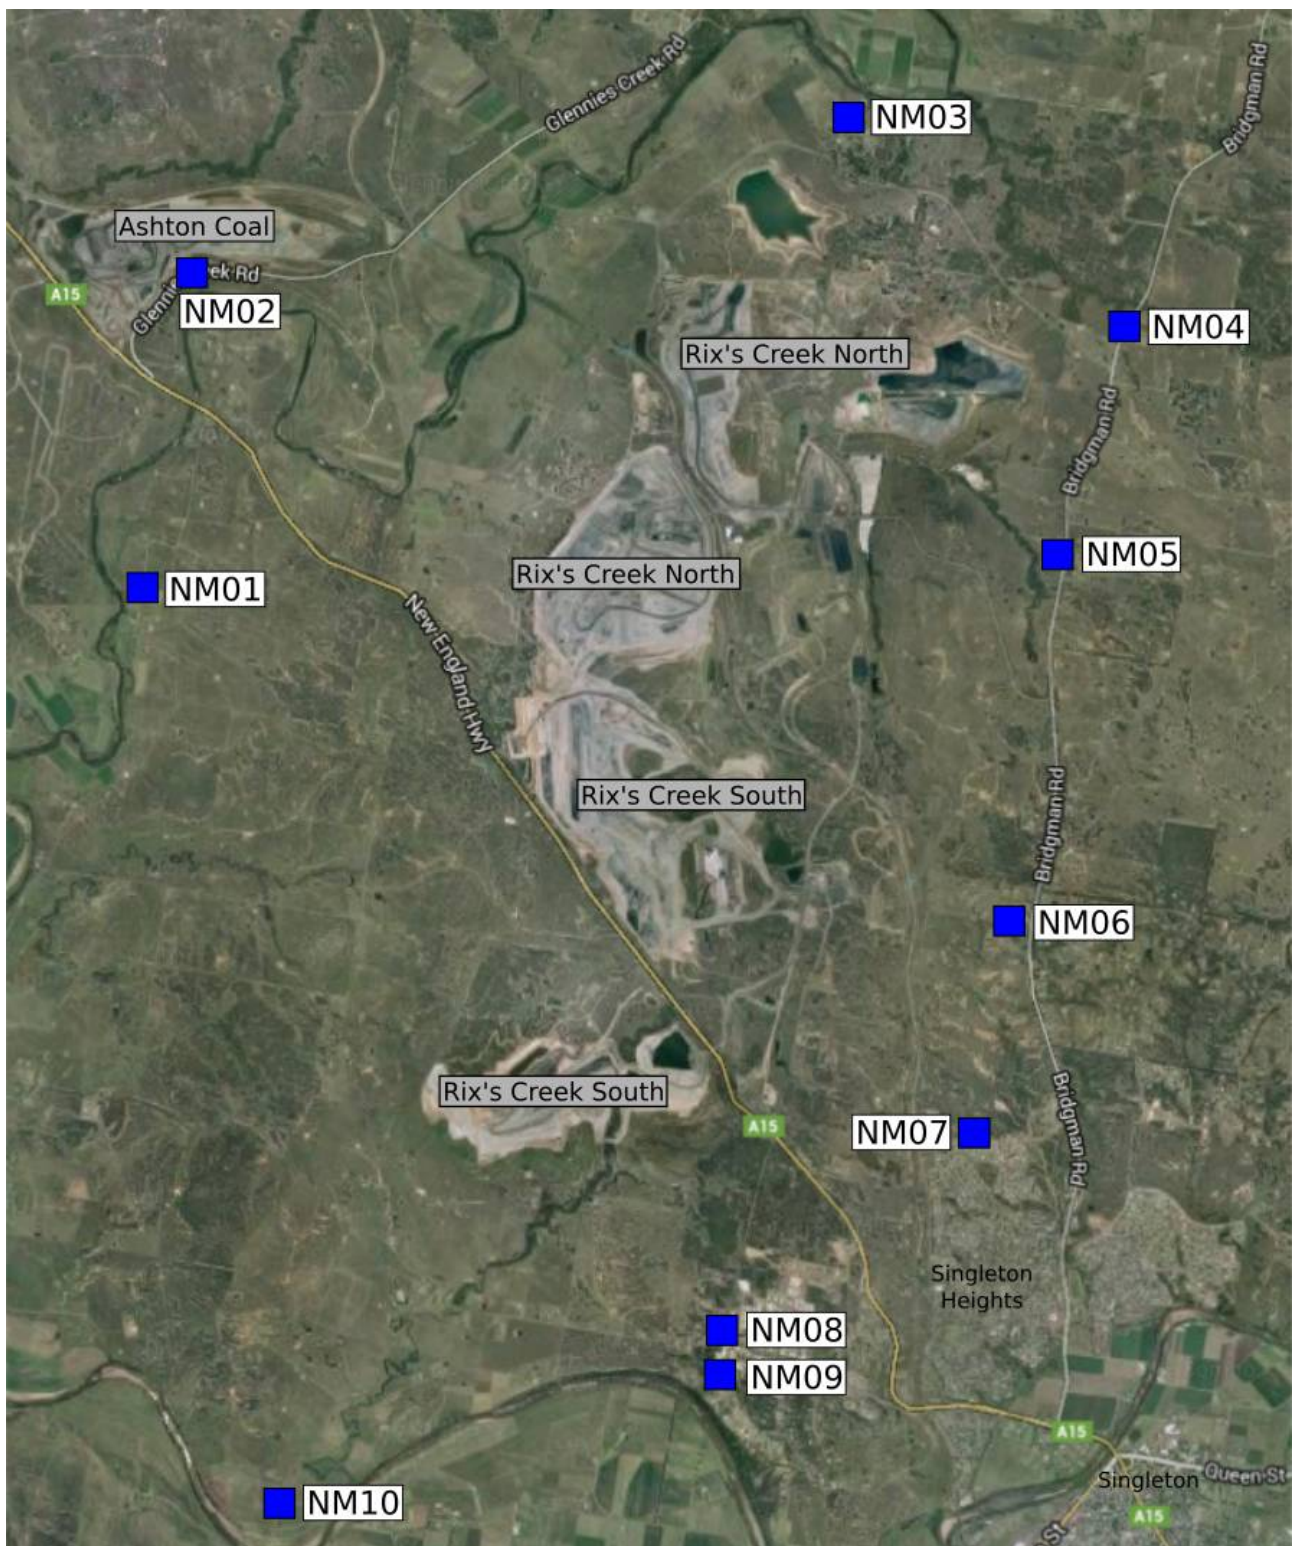 Glennies Creek Rd
NM03
Bridgman Rd
Ashton Coal
ek Rd
A15
NM02
Glenni
NM04
Rix's Creek North
Bridgman Rd
NM05
Rix's Creek North
NM01
New England Hwy
Rix's Creek South
Bridgman Rd
NM06
Rix's Creek South
A15
NM07
Bridgman Rd
Singleton
Heights
NM08
NM09
A15
Queen St
Singleton
NM10
A15
St